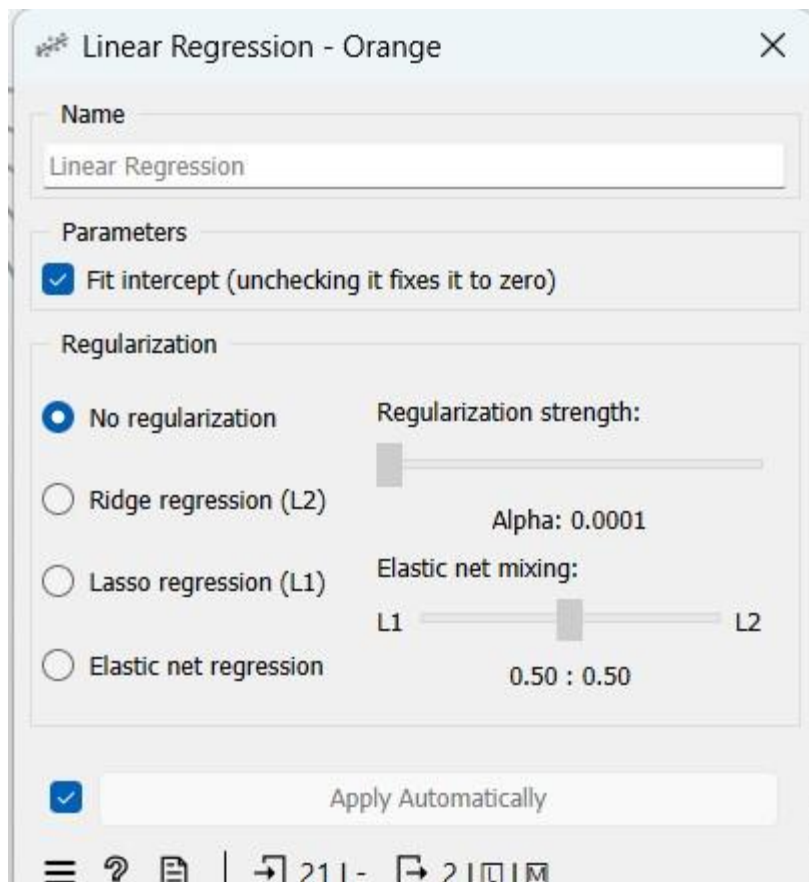 Linear Regression - Orange
Name
Linear Regression
Parameters
Fit intercept (unchecking it fixes it to zero)
Regularization
No regularization
Ridge regression (L2)
Lasso regression (L1)
Elastic net regression
Regularization strength:
Alpha: 0.0001
Elastic net mixing:
L1 L2
0.50 : 0.50
Apply Automatically
? | 21 | - 2 | L | M